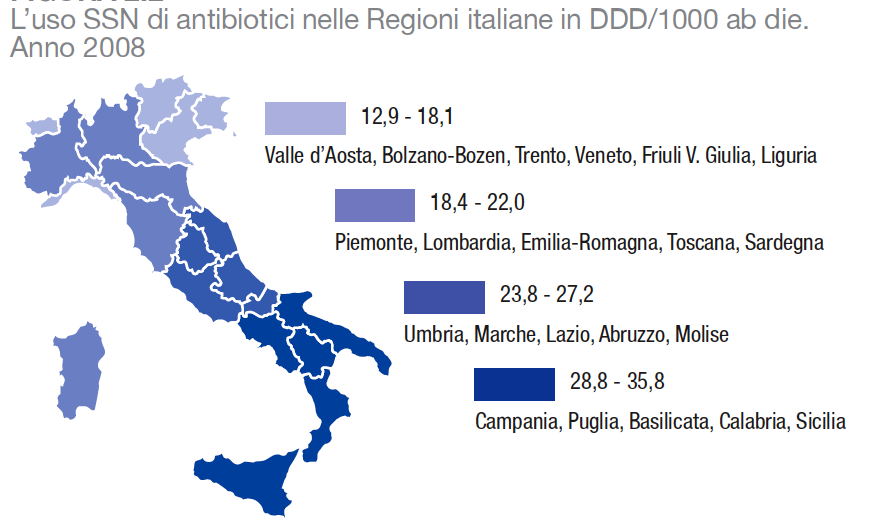 L'uso SSN di antibiotici nelle Regioni italiane in DDD/1000 ab die.
Anno 2008
12,9 - 18,1
Valle d'Aosta, Bolzano-Bozen, Trento, Veneto, Friuli V. Giulia, Liguria
18,4 - 22,0
Piemonte, Lombardia, Emilia-Romagna, Toscana, Sardegna
23,8 - 27,2
Umbria, Marche, Lazio, Abruzzo, Molise
28,8 - 35,8
Campania, Puglia, Basilicata, Calabria, Sicilia